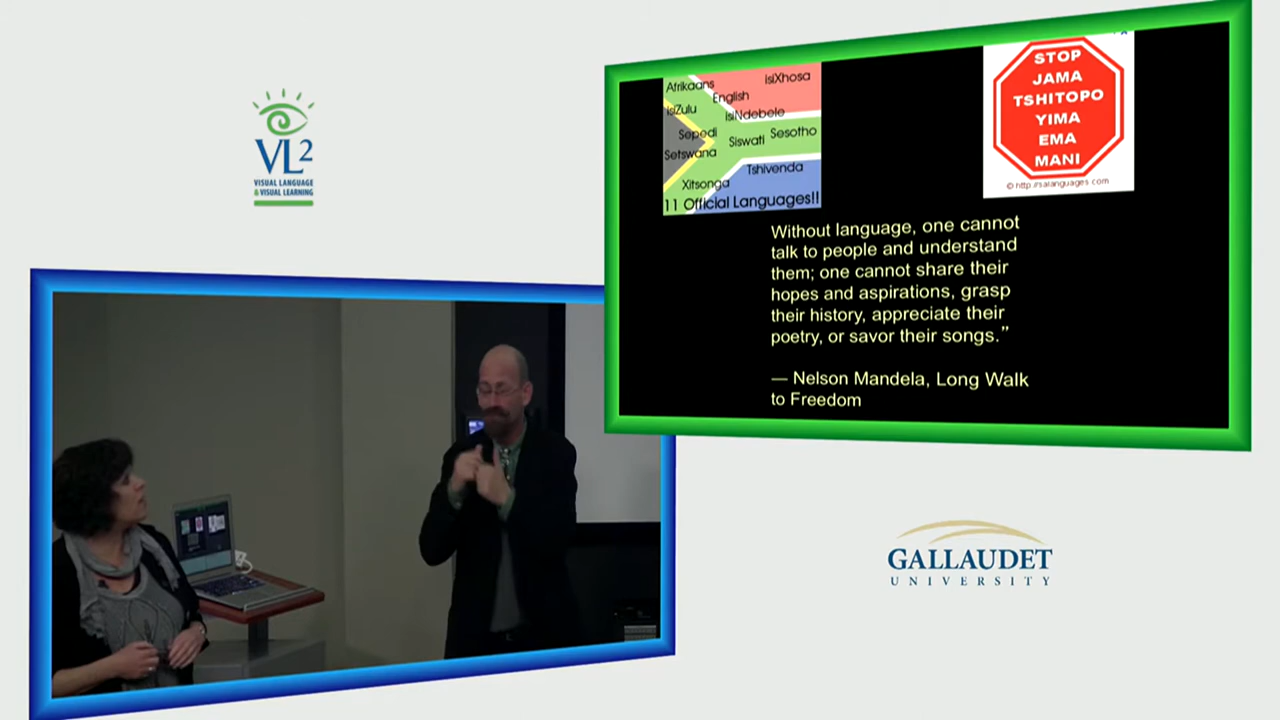 VL2
VISUAL LANGUAGE
& VISUAL LEARNING
Afrikaans
isiXhosa
English
isiZulu
isiNdebele
Sepedi
Siswati
Sesotho
Setswana
Tshivenda
Xitsonga
11 Official Languages!!
STOP
JAMA
TSHITOPO
YIMA
EMA
MANI
© http://salanguages.com
Without language, one cannot
talk to people and understand
them; one cannot share their
hopes and aspirations, grasp
their history, appreciate their
poetry, or savor their songs.”
— Nelson Mandela, Long Walk
to Freedom
GALLAUDET
UNIVERSITY